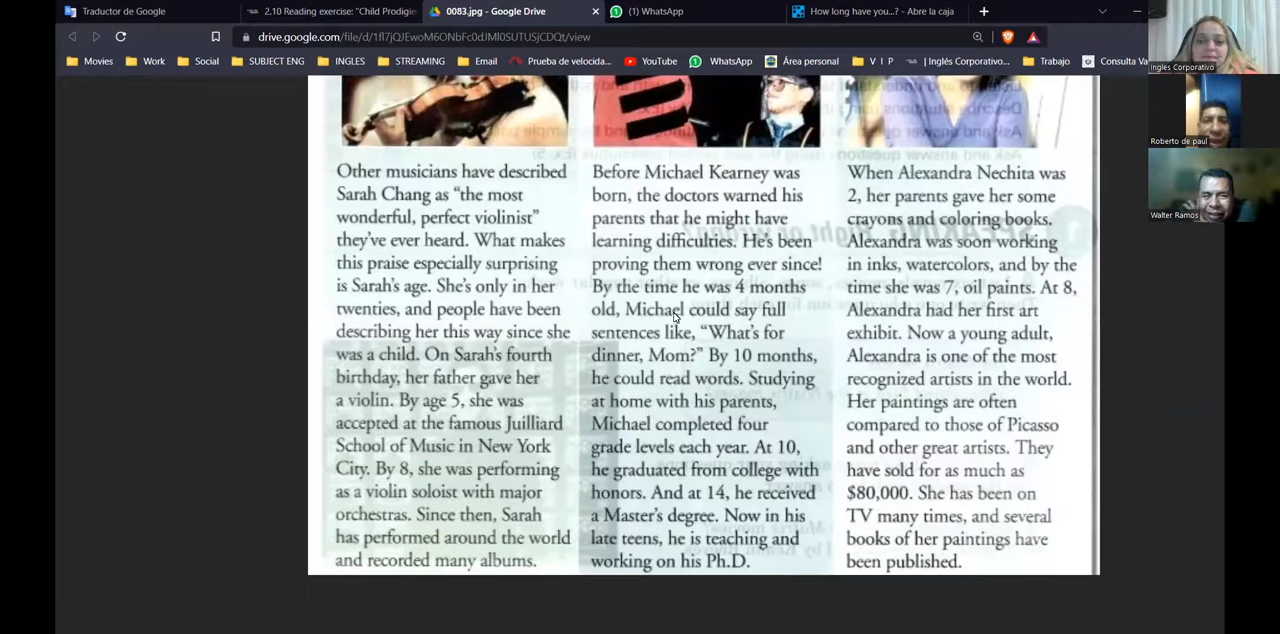 Traductor de Google
2.10 Reading exercise: "Child Prodigie
0083.jpg - Google Drive
(1) WhatsApp
How long have you...? - Abre la caja
drive.google.com/file/d/1fl7jQJEwoM6ONbFc0dJMl0SUTUSjCDQt/view
Movies
Work
Social
SUBJECT ENG
INGLES
STREAMING
Email
Prueba de velocida...
YouTube
WhatsApp
Área personal
V I P
| Inglés Corporativo...
Trabajo
Consulta Va
Inglés Corporativo
Roberto de paul
Walter Ramos
Other musicians have described
Sarah Chang as “the most
wonderful, perfect violinist”
they’ve ever heard. What makes
this praise especially surprising
is Sarah’s age. She’s only in her
twenties, and people have been
describing her this way since she
was a child. On Sarah’s fourth
birthday, her father gave her
a violin. By age 5, she was
accepted at the famous Juilliard
School of Music in New York
City. By 8, she was performing
as a violin soloist with major
orchestras. Since then, Sarah
has performed around the world
and recorded many albums.
Before Michael Kearney was
born, the doctors warned his
parents that he might have
learning difficulties. He’s been
proving them wrong ever since!
By the time he was 4 months
old, Michael could say full
sentences like, “What’s for
dinner, Mom?” By 10 months,
he could read words. Studying
at home with his parents,
Michael completed four
grade levels each year. At 10,
he graduated from college with
honors. And at 14, he received
a Master’s degree. Now in his
late teens, he is teaching and
working on his Ph.D.
When Alexandra Nechita was
2, her parents gave her some
crayons and coloring books.
Alexandra was soon working
in inks, watercolors, and by the
time she was 7, oil paints. At 8,
Alexandra had her first art
exhibit. Now a young adult,
Alexandra is one of the most
recognized artists in the world.
Her paintings are often
compared to those of Picasso
and other great artists. They
have sold for as much as
$80,000. She has been on
TV many times, and several
books of her paintings have
been published.